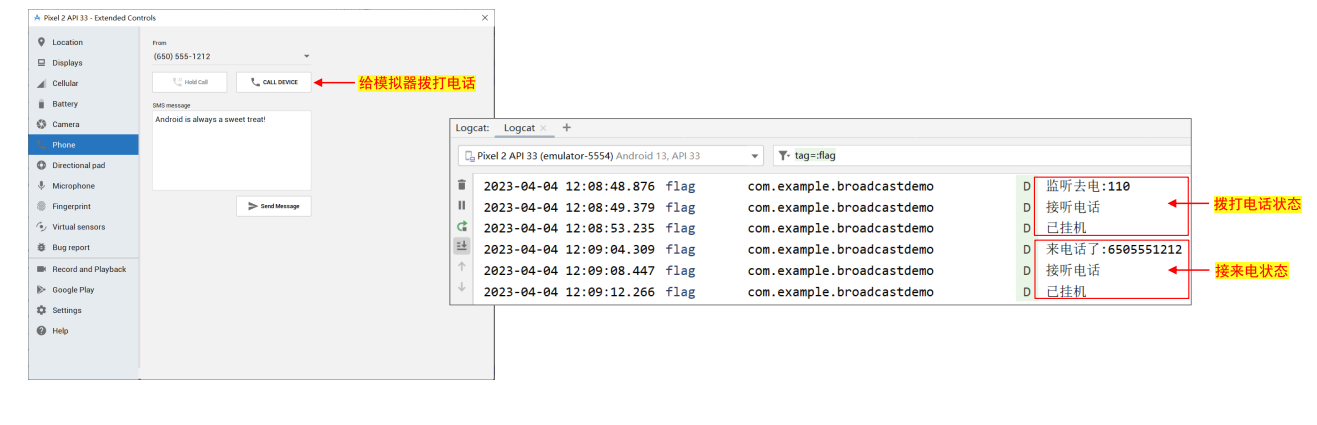 Pixel 2 API 33 - Extended Controls
Location
Displays
Cellular
Battery
Camera
Phone
Directional pad
Microphone
Fingerprint
Virtual sensors
Bug report
Record and Playback
Google Play
Settings
Help
From
(650) 555-1212
Hold Call
CALL DEVICE
给模拟器拨打电话
SMS message
Android is always a sweet treat!
Send Message
Logcat: Logcat × +
Pixel 2 API 33 (emulator-5554) Android 13, API 33
tag=:flag
2023-04-04 12:08:48.876 flag com.example.broadcastdemo D 监听去电:110
2023-04-04 12:08:49.379 flag com.example.broadcastdemo D 接听电话
2023-04-04 12:08:53.235 flag com.example.broadcastdemo D 已挂机
2023-04-04 12:09:04.309 flag com.example.broadcastdemo D 来电话了:6505551212
2023-04-04 12:09:08.447 flag com.example.broadcastdemo D 接听电话
2023-04-04 12:09:12.266 flag com.example.broadcastdemo D 已挂机
拨打电话状态
接来电状态